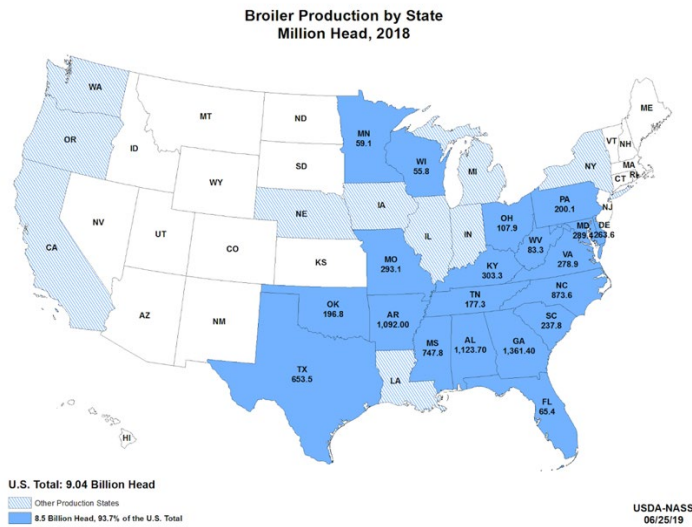 Broiler Production by State
Million Head, 2018
WA
OR
CA
ID
NV
MT
WY
UT
AZ
CO
NM
ND
SD
NE
KS
OK
196.8
TX
653.5
MN
59.1
IA
MO
293.1
AR
1,092.00
LA
WI
55.8
IL
MI
IN
OH
107.9
KY
303.3
TN
177.3
MS
747.8
AL
1,123.70
GA
1,361.40
FL
65.4
SC
237.8
NC
873.6
VA
278.9
WV
83.3
PA
200.1
MD
289.4
DE
263.6
NJ
NY
CT
RI
MA
VT
NH
ME
HI
U.S. Total: 9.04 Billion Head
Other Production States
8.5 Billion Head, 93.7% of the U.S. Total
USDA-NASS
06/25/19